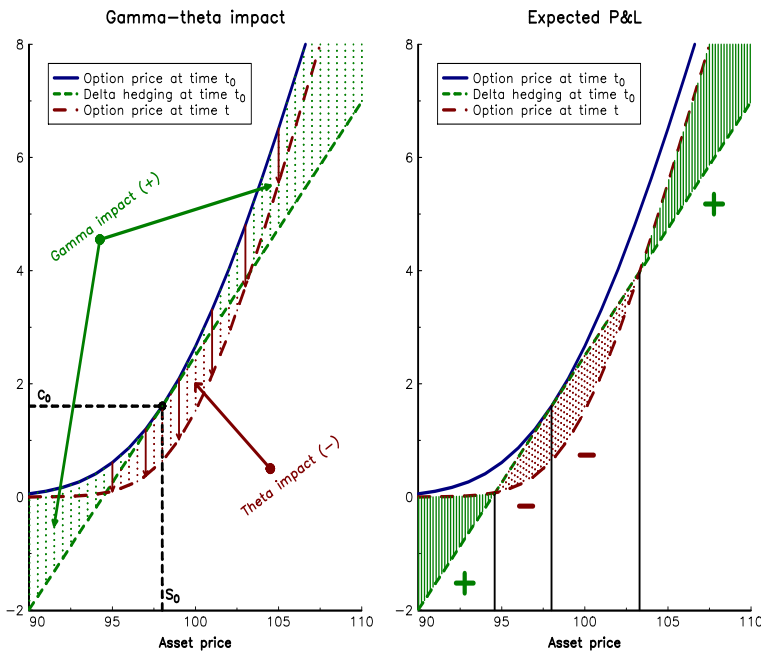 Gamma-theta impact
Option price at time t0
Delta hedging at time t0
Option price at time t
Gamma impact (+)
Theta impact (-)
C0
S0
8
6
4
2
0
-2
90
95
100
105
110
Asset price
Expected P&L
Option price at time t0
Delta hedging at time t0
Option price at time t
+
-
-
+
8
6
4
2
0
-2
90
95
100
105
110
Asset price